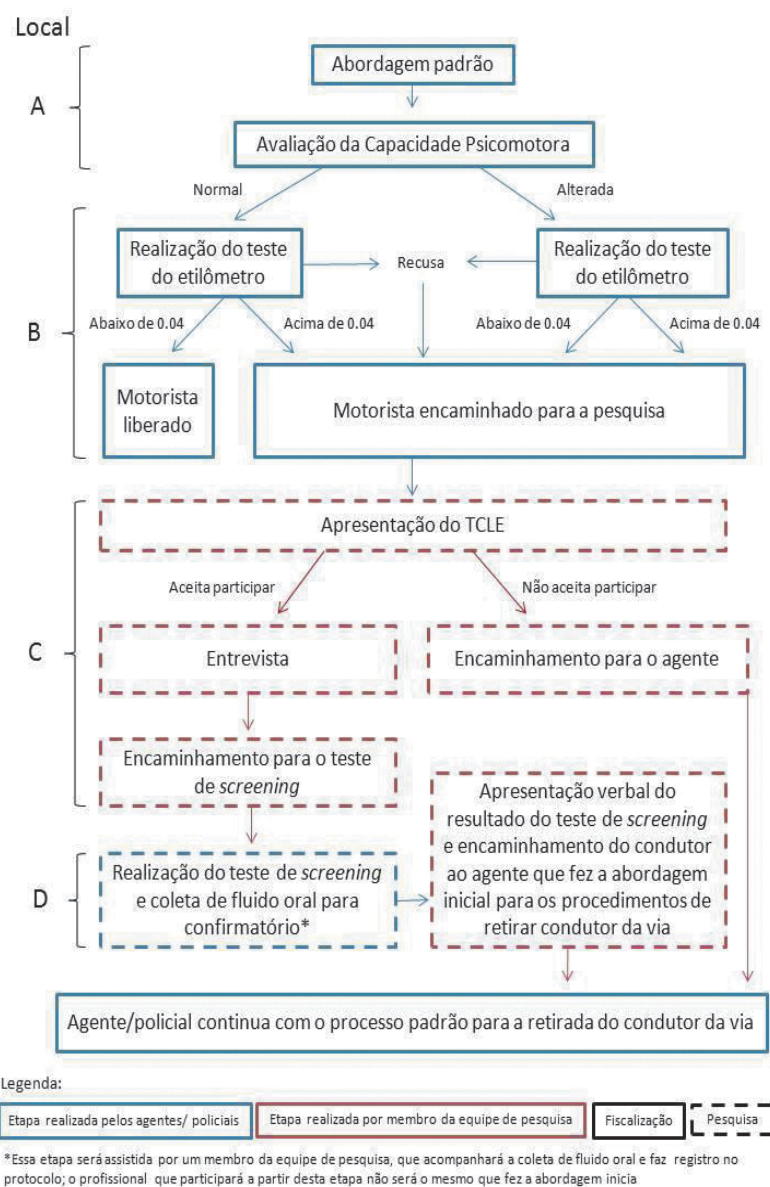 Local
Abordagem padrão
A
Avaliação da Capacidade Psicomotora
Normal
Alterada
Realização do teste
do etilômetro
Recusa
Realização do teste
do etilômetro
B
Abaixo de 0.04
Acima de 0.04
Abaixo de 0.04
Acima de 0.04
Motorista
liberado
Motorista encaminhado para a pesquisa
Apresentação do TCLE
Aceita participar
Não aceita participar
C
Entrevista
Encaminhamento para o agente
Encaminhamento para o teste
de screening
Apresentação verbal do
resultado do teste de screening
e encaminhamento do condutor
ao agente que fez a abordagem
inicial para os procedimentos de
retirar condutor da via
D
Realização do teste de screening
e coleta de fluido oral para
confirmatório*
Agente/policial continua com o processo padrão para a retirada do condutor da via
Legenda:
Etapa realizada pelos agentes/ policiais
Etapa realizada por membro da equipe de pesquisa
Fiscalização
Pesquisa
*Essa etapa será assistida por um membro da equipe de pesquisa, que acompanhará a coleta de fluido oral e faz registro no
protocolo; o profissional que participará a partir desta etapa não será o mesmo que fez a abordagem inicia